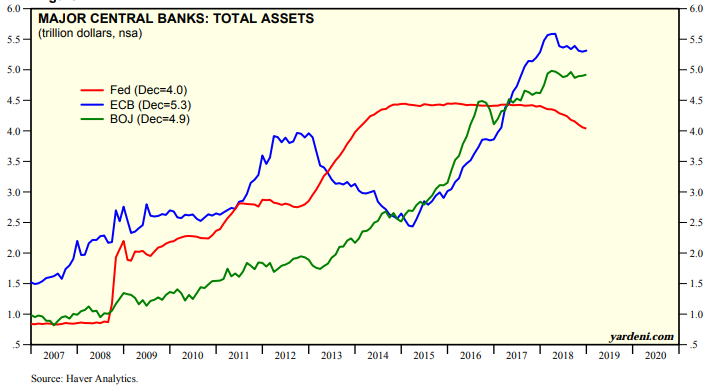 MAJOR CENTRAL BANKS: TOTAL ASSETS
(trillion dollars, nsa)
Fed (Dec=4.0)
ECB (Dec=5.3)
BOJ (Dec=4.9)
6.0 6.0
5.5 5.5
5.0 5.0
4.5 4.5
4.0 4.0
3.5 3.5
3.0 3.0
2.5 2.5
2.0 2.0
1.5 1.5
1.0 1.0
.5 .5
yardeni.com
2007 2008 2009 2010 2011 2012 2013 2014 2015 2016 2017 2018 2019 2020
Source: Haver Analytics.